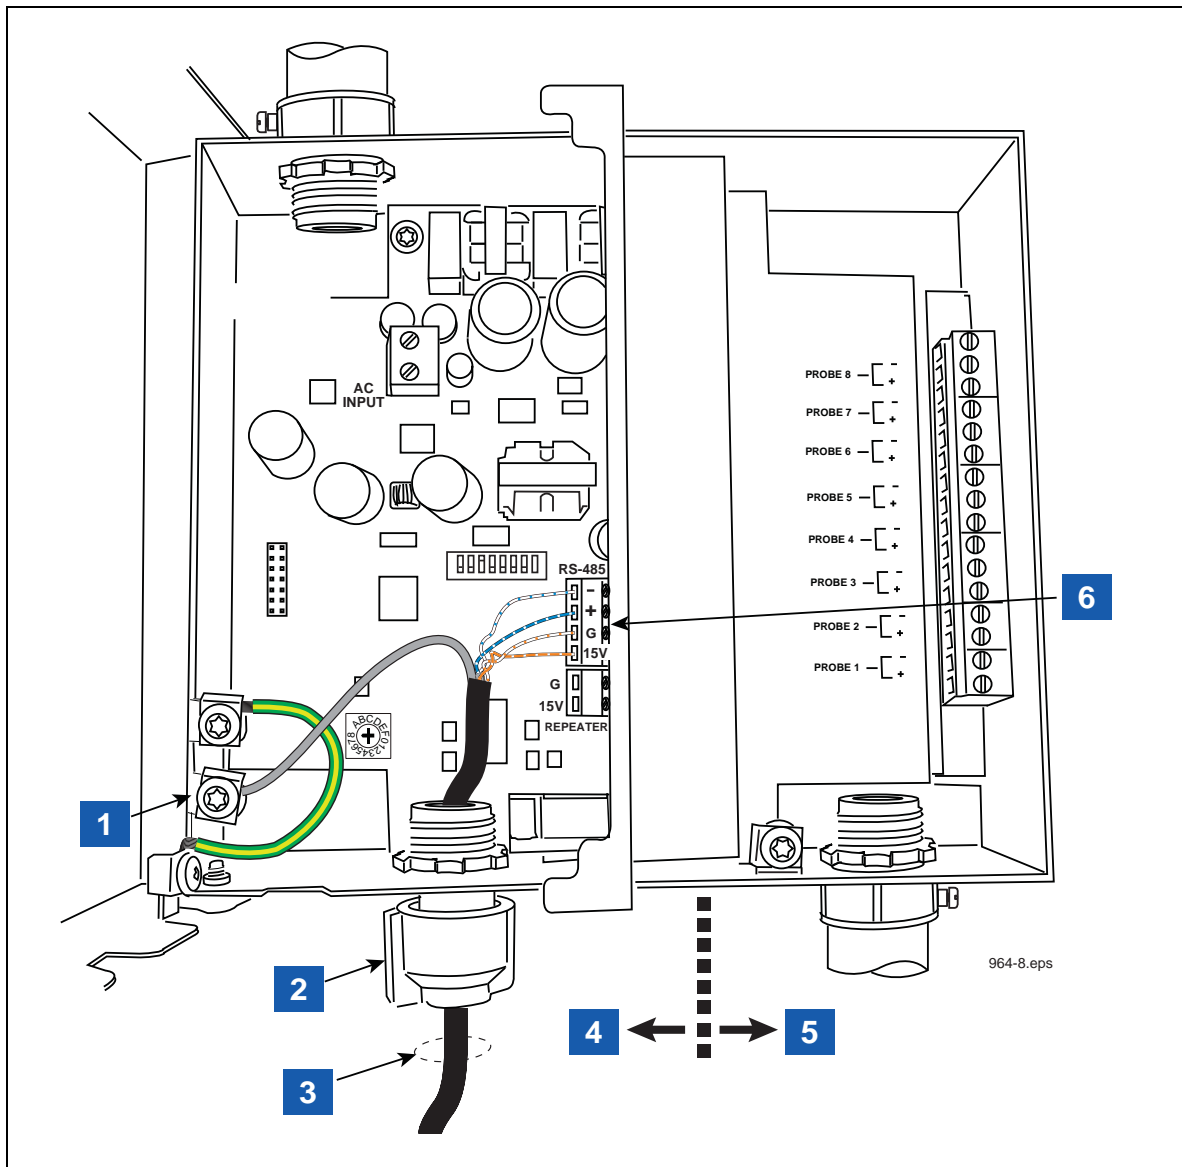 AC
INPUT
PROBE 8 - +
PROBE 7 - +
PROBE 6 - +
PROBE 5 - +
PROBE 4 - +
PROBE 3 - +
PROBE 2 - +
PROBE 1 - +
RS-485
-
+
G
15V
G
15V
REPEATER
ABCDEF012345678
1
2
3
4
5
6
964-8.eps